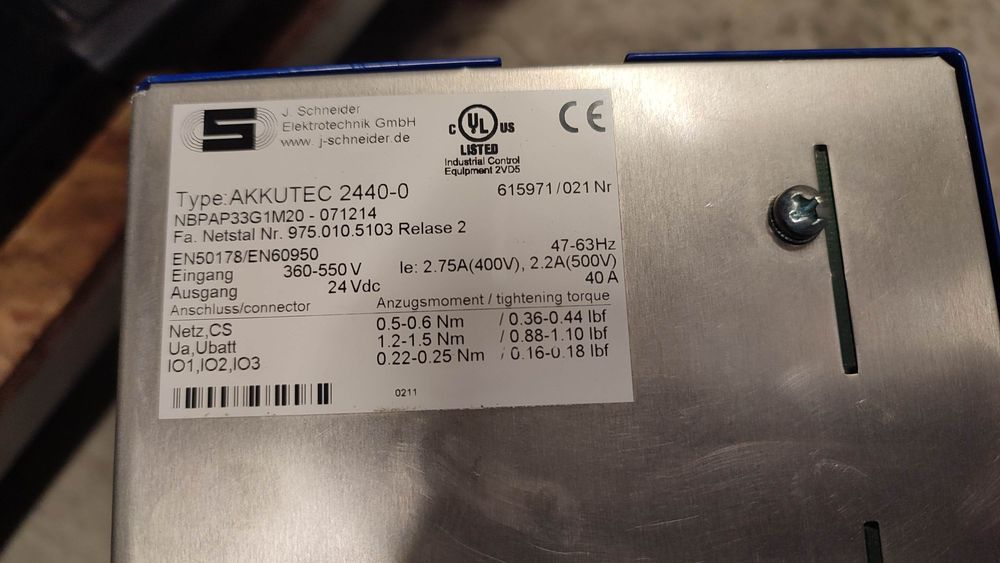 J. Schneider
Elektrotechnik GmbH
www. j-schneider.de
S
C UL US
LISTED
Industrial Control
Equipment 2VD5
CE
Type:AKKUTEC 2440-0
615971/021 Nr
NBPAP33G1M20 - 071214
Fa. Netstal Nr. 975.010.5103 Relase 2
EN50178/EN60950
47-63Hz
Eingang 360-550 V Ie: 2.75A(400V), 2.2A(500V)
Ausgang 24 Vdc 40 A
Anschluss/connector Anzugsmoment / tightening torque
Netz,CS 0.5-0.6 Nm / 0.36-0.44 lbf
Ua,Ubatt 1.2-1.5 Nm / 0.88-1.10 lbf
IO1,IO2,IO3 0.22-0.25 Nm / 0.16-0.18 lbf
0211